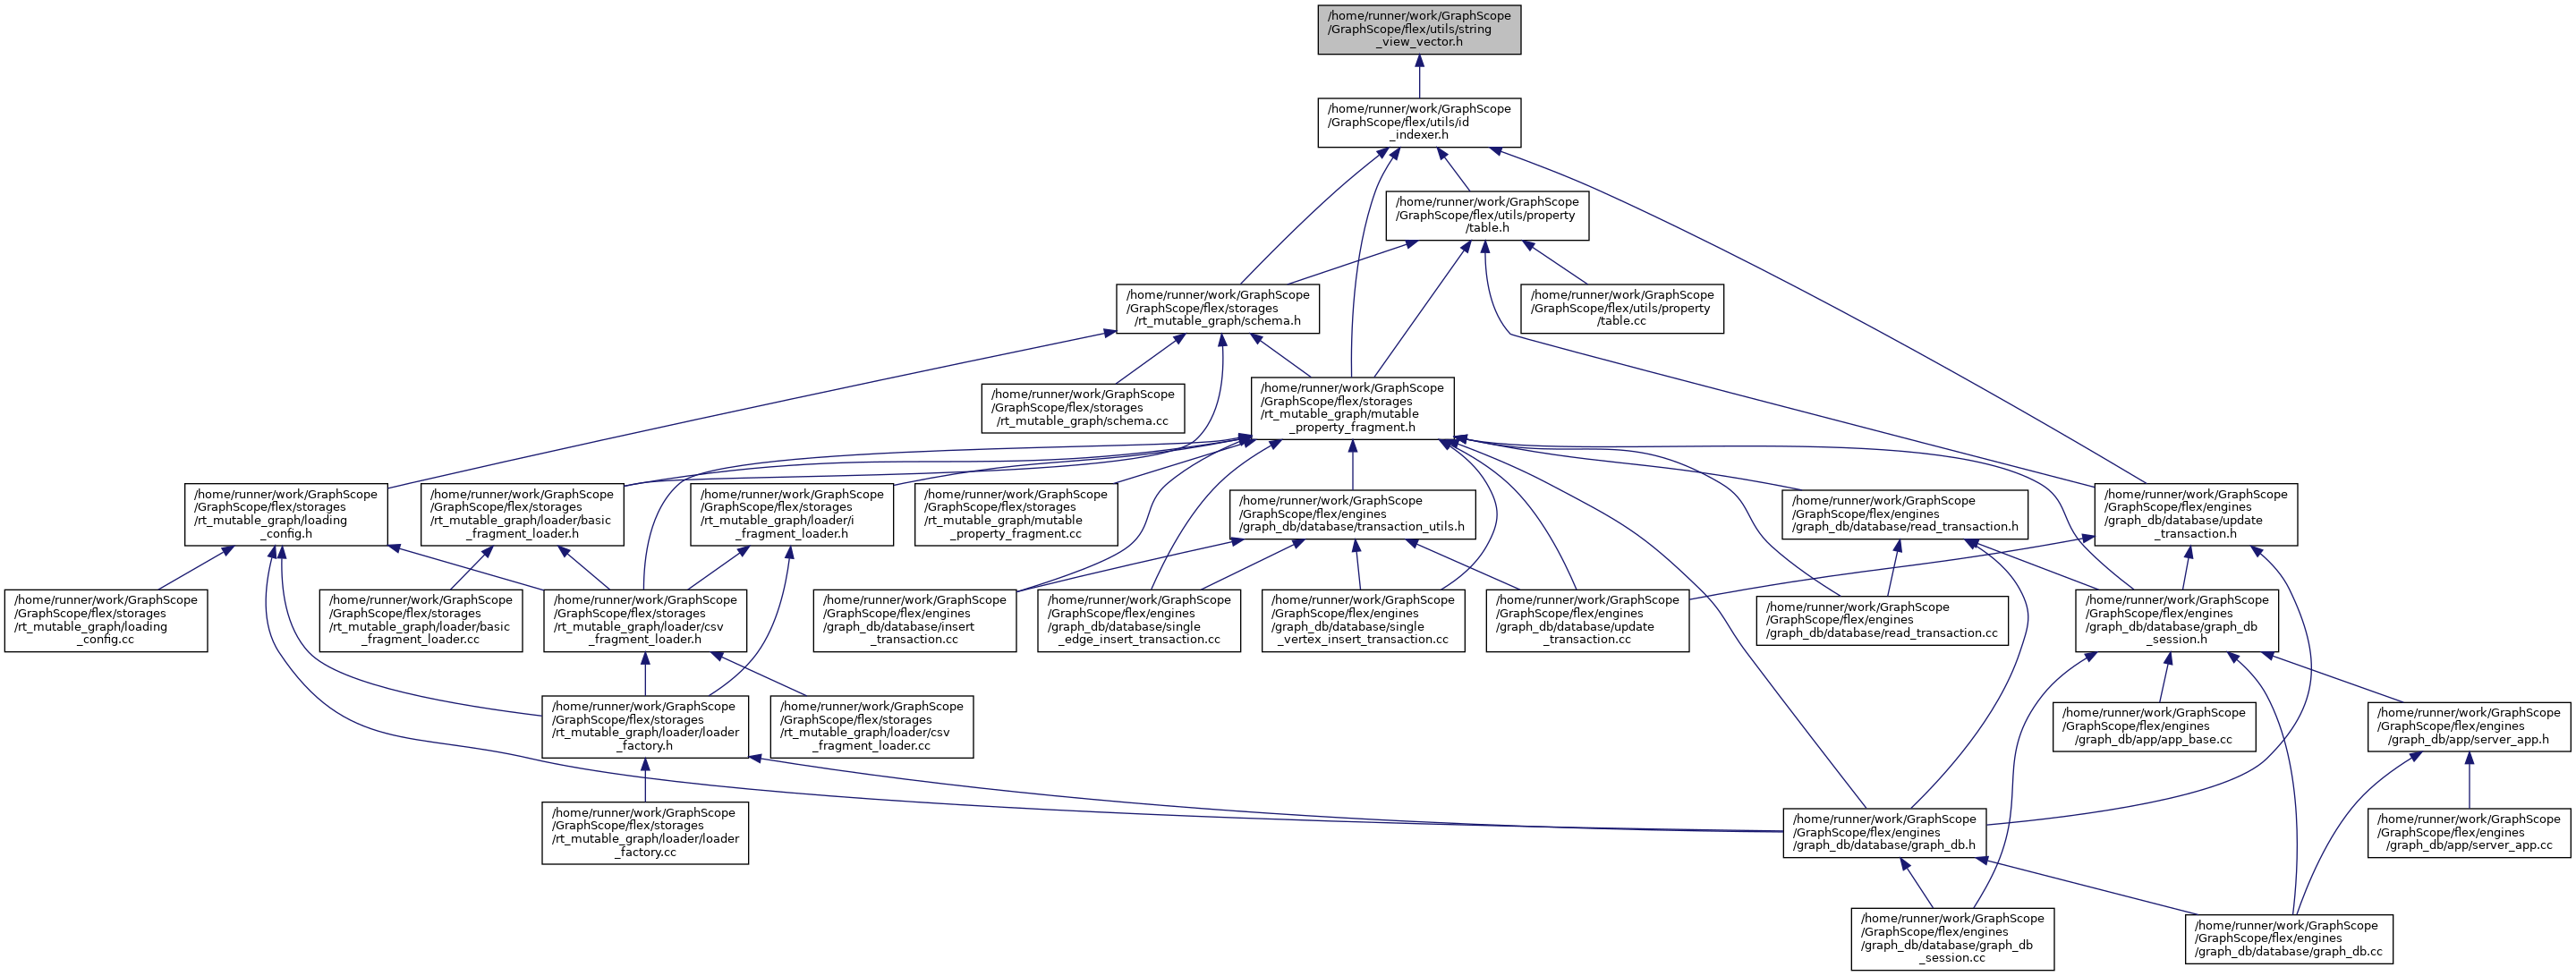 /home/runner/work/GraphScope
/GraphScope/flex/utils/string
_view_vector.h
/home/runner/work/GraphScope
/GraphScope/flex/utils/id
_indexer.h
/home/runner/work/GraphScope
/GraphScope/flex/utils/property
/table.h
/home/runner/work/GraphScope
/GraphScope/flex/storages
/rt_mutable_graph/schema.h
/home/runner/work/GraphScope
/GraphScope/flex/utils/property
/table.cc
/home/runner/work/GraphScope
/GraphScope/flex/storages
/rt_mutable_graph/schema.cc
/home/runner/work/GraphScope
/GraphScope/flex/storages
/rt_mutable_graph/mutable
_property_fragment.h
/home/runner/work/GraphScope
/GraphScope/flex/storages
/rt_mutable_graph/loading
_config.h
/home/runner/work/GraphScope
/GraphScope/flex/storages
/rt_mutable_graph/loader/basic
_fragment_loader.h
/home/runner/work/GraphScope
/GraphScope/flex/storages
/rt_mutable_graph/loader/i
_fragment_loader.h
/home/runner/work/GraphScope
/GraphScope/flex/storages
/rt_mutable_graph/mutable
_property_fragment.cc
/home/runner/work/GraphScope
/GraphScope/flex/engines
/graph_db/database/transaction_utils.h
/home/runner/work/GraphScope
/GraphScope/flex/engines
/graph_db/database/read_transaction.h
/home/runner/work/GraphScope
/GraphScope/flex/engines
/graph_db/database/update
_transaction.h
/home/runner/work/GraphScope
/GraphScope/flex/storages
/rt_mutable_graph/loading
_config.cc
/home/runner/work/GraphScope
/GraphScope/flex/storages
/rt_mutable_graph/loader/basic
_fragment_loader.cc
/home/runner/work/GraphScope
/GraphScope/flex/storages
/rt_mutable_graph/loader/csv
_fragment_loader.h
/home/runner/work/GraphScope
/GraphScope/flex/engines
/graph_db/database/insert
_transaction.cc
/home/runner/work/GraphScope
/GraphScope/flex/engines
/graph_db/database/single
_edge_insert_transaction.cc
/home/runner/work/GraphScope
/GraphScope/flex/engines
/graph_db/database/single
_vertex_insert_transaction.cc
/home/runner/work/GraphScope
/GraphScope/flex/engines
/graph_db/database/update
_transaction.cc
/home/runner/work/GraphScope
/GraphScope/flex/engines
/graph_db/database/read_transaction.cc
/home/runner/work/GraphScope
/GraphScope/flex/engines
/graph_db/database/graph_db
_session.h
/home/runner/work/GraphScope
/GraphScope/flex/storages
/rt_mutable_graph/loader/loader
_factory.h
/home/runner/work/GraphScope
/GraphScope/flex/storages
/rt_mutable_graph/loader/csv
_fragment_loader.cc
/home/runner/work/GraphScope
/GraphScope/flex/engines
/graph_db/app/app_base.cc
/home/runner/work/GraphScope
/GraphScope/flex/engines
/graph_db/app/server_app.h
/home/runner/work/GraphScope
/GraphScope/flex/storages
/rt_mutable_graph/loader/loader
_factory.cc
/home/runner/work/GraphScope
/GraphScope/flex/engines
/graph_db/database/graph_db.h
/home/runner/work/GraphScope
/GraphScope/flex/engines
/graph_db/app/server_app.cc
/home/runner/work/GraphScope
/GraphScope/flex/engines
/graph_db/database/graph_db
_session.cc
/home/runner/work/GraphScope
/GraphScope/flex/engines
/graph_db/database/graph_db.cc